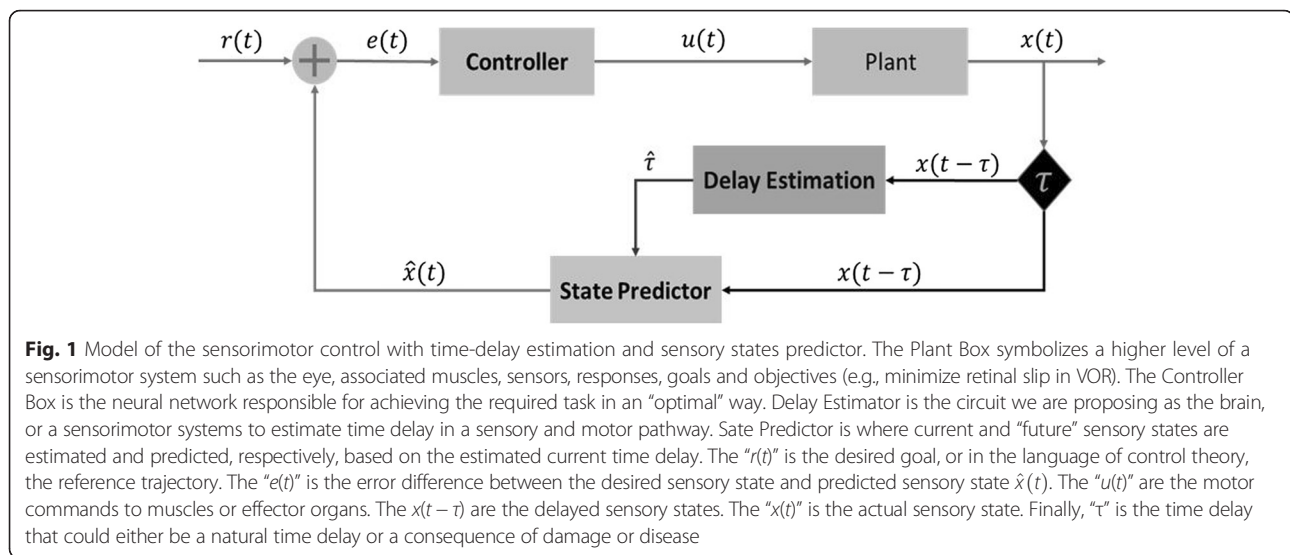 r(t)
+
e(t)
Controller
u(t)
Plant
x(t)
τ̂
Delay Estimation
x(t − τ)
τ
x̂(t)
State Predictor
x(t − τ)
Fig. 1 Model of the sensorimotor control with time-delay estimation and sensory states predictor. The Plant Box symbolizes a higher level of a
sensorimotor system such as the eye, associated muscles, sensors, responses, goals and objectives (e.g., minimize retinal slip in VOR). The Controller
Box is the neural network responsible for achieving the required task in an “optimal” way. Delay Estimator is the circuit we are proposing as the brain,
or a sensorimotor systems to estimate time delay in a sensory and motor pathway. Sate Predictor is where current and “future” sensory states are
estimated and predicted, respectively, based on the estimated current time delay. The “r(t)” is the desired goal, or in the language of control theory,
the reference trajectory. The “e(t)” is the error difference between the desired sensory state and predicted sensory state x̂(t). The “u(t)” are the motor
commands to muscles or effector organs. The x(t − τ) are the delayed sensory states. The “x(t)” is the actual sensory state. Finally, “τ” is the time delay
that could either be a natural time delay or a consequence of damage or disease